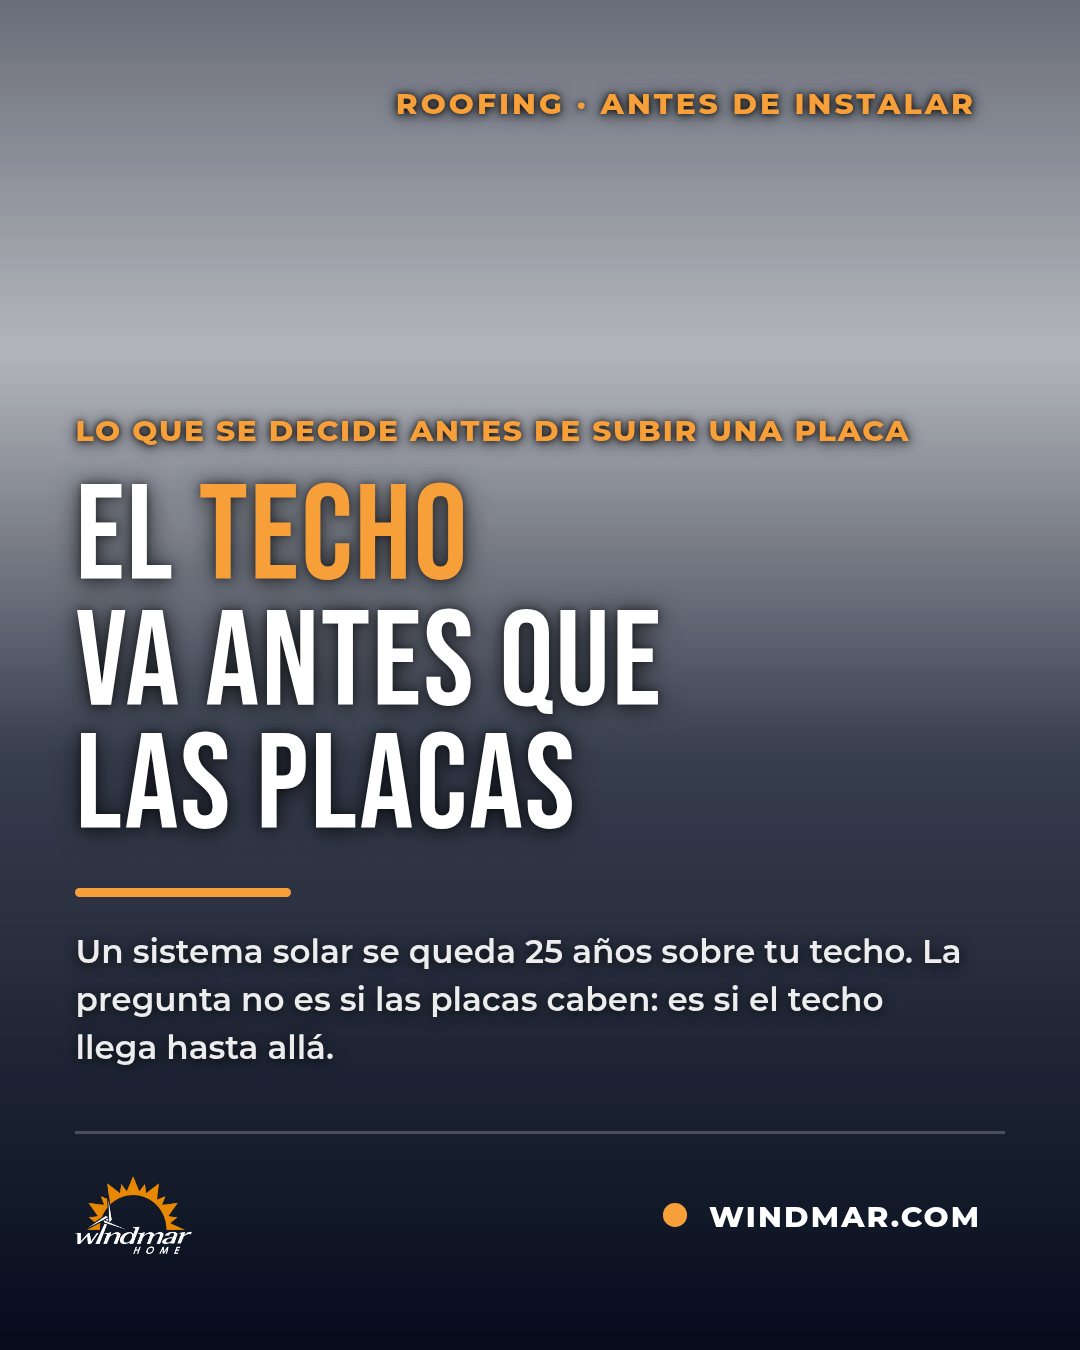 ROOFING · ANTES DE INSTALAR
LO QUE SE DECIDE ANTES DE SUBIR UNA PLACA
EL TECHO
VA ANTES QUE
LAS PLACAS
Un sistema solar se queda 25 años sobre tu techo. La
pregunta no es si las placas caben: es si el techo
llega hasta allá.
windmar
HOME
WINDMAR.COM